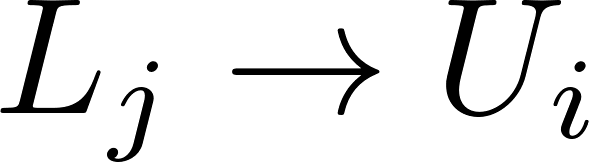 L_j → U_i